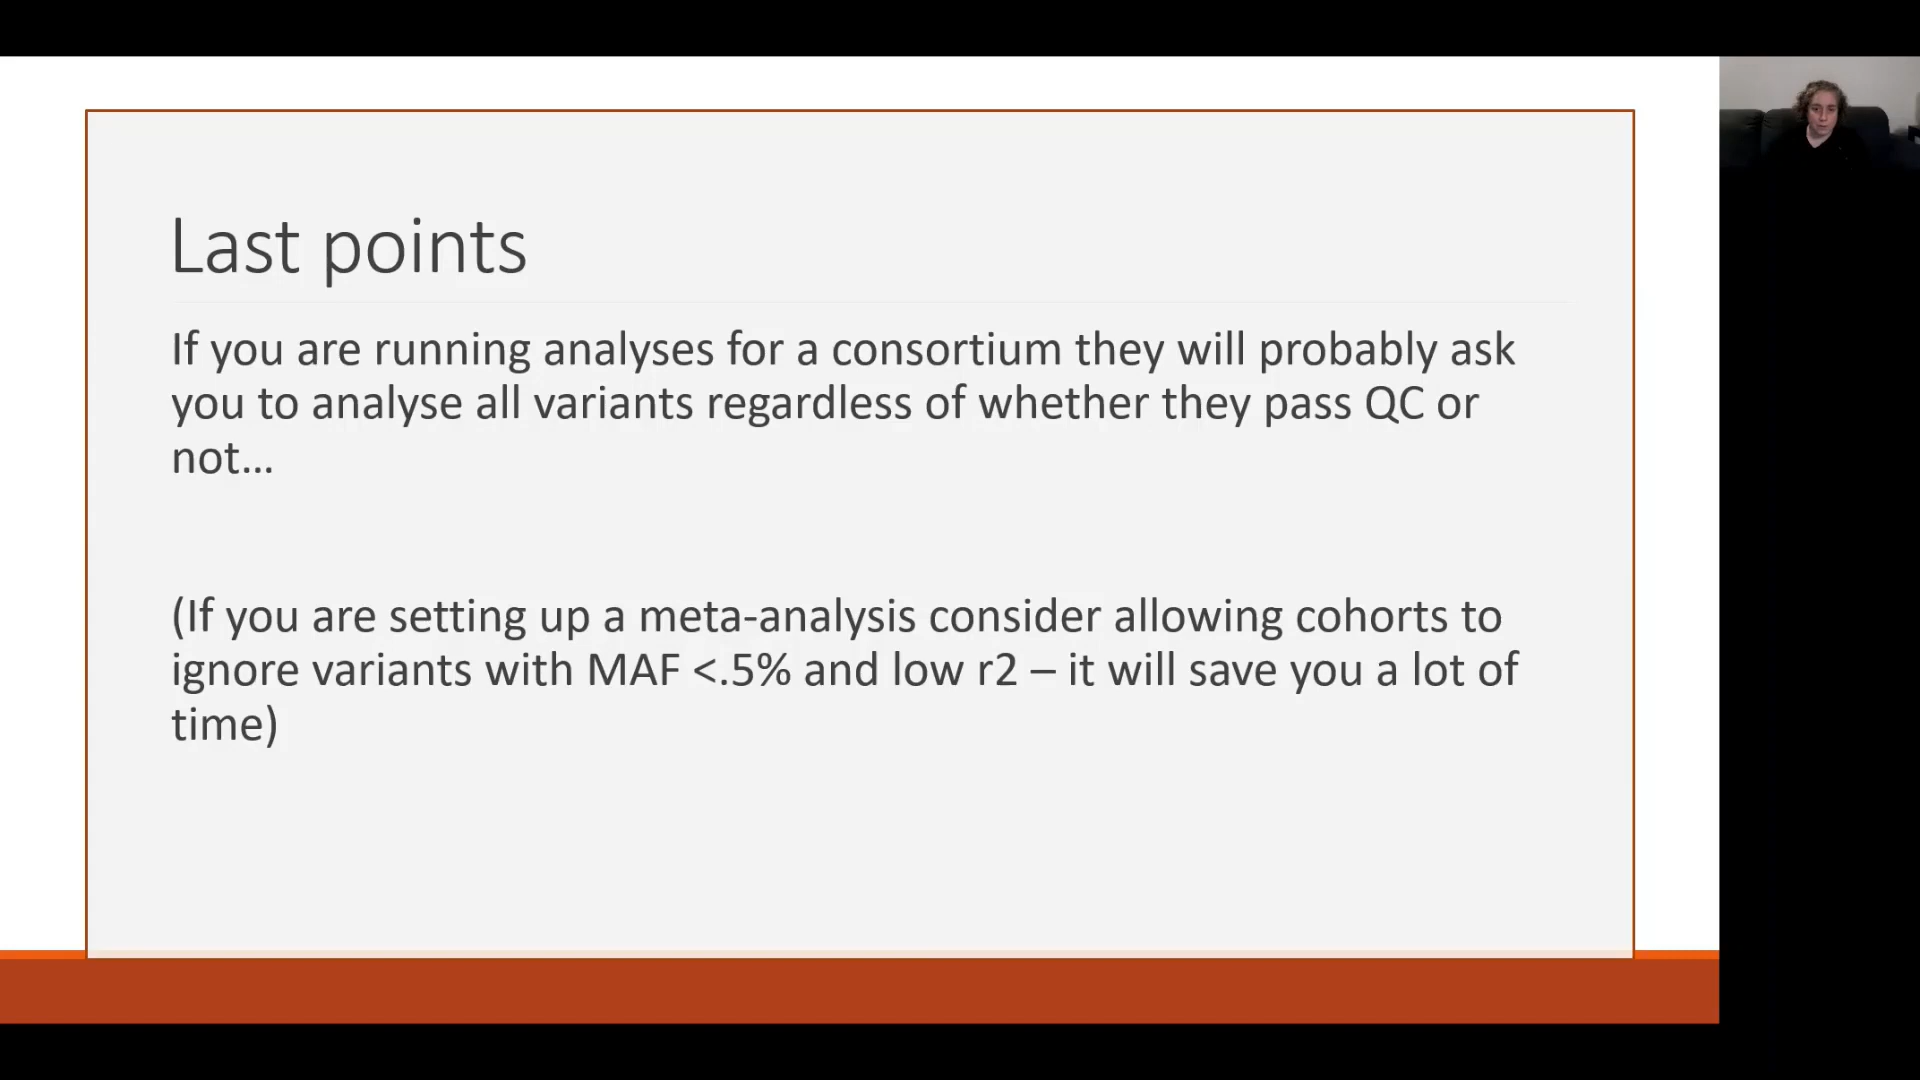 Last points
If you are running analyses for a consortium they will probably ask
you to analyse all variants regardless of whether they pass QC or
not...
(If you are setting up a meta-analysis consider allowing cohorts to
ignore variants with MAF <.5% and low r2 – it will save you a lot of
time)